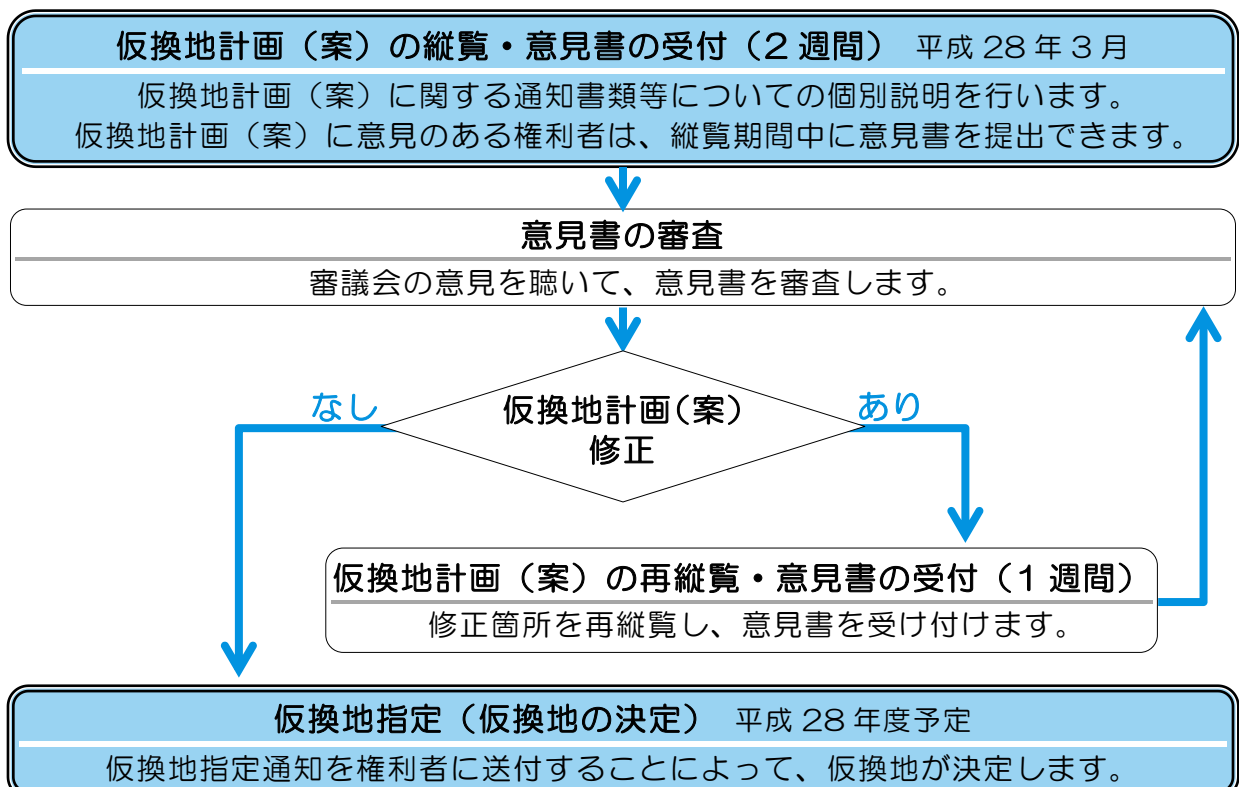 仮換地計画（案）の縦覧・意見書の受付（2週間） 平成28年3月
仮換地計画（案）に関する通知書類等についての個別説明を行います。
仮換地計画（案）に意見のある権利者は、縦覧期間中に意見書を提出できます。
意見書の審査
審議会の意見を聴いて、意見書を審査します。
なし
仮換地計画(案)
修正
あり
仮換地計画（案）の再縦覧・意見書の受付（1週間）
修正箇所を再縦覧し、意見書を受け付けます。
仮換地指定（仮換地の決定） 平成28年度予定
仮換地指定通知を権利者に送付することによって、仮換地が決定します。